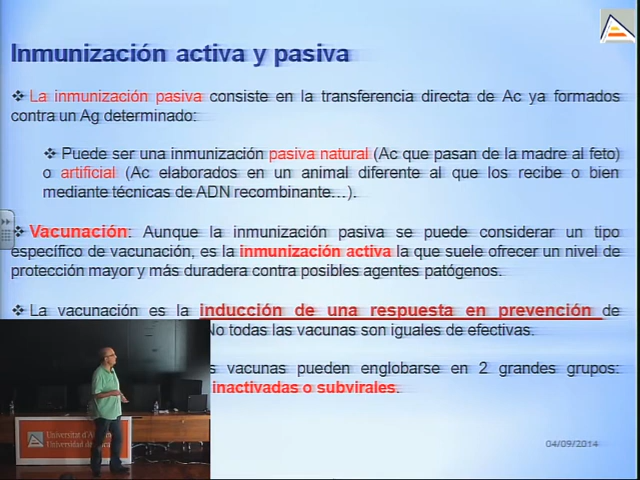 Inmunización activa y pasiva
❖ La inmunización pasiva consiste en la transferencia directa de Ac ya formados
contra un Ag determinado:
❖ Puede ser una inmunización pasiva natural (Ac que pasan de la madre al feto)
o artificial (Ac elaborados en un animal diferente al que los recibe o bien
mediante técnicas de ADN recombinante…).
❖ Vacunación: Aunque la inmunización pasiva se puede considerar un tipo
específico de vacunación, es la inmunización activa la que suele ofrecer un nivel de
protección mayor y más duradera contra posibles agentes patógenos.
❖ La vacunación es la inducción de una respuesta en prevención de
No todas las vacunas son iguales de efectivas.
vacunas pueden englobarse en 2 grandes grupos:
inactivadas o subvirales.
Universitat d'A
Universidad d
04/09/2014